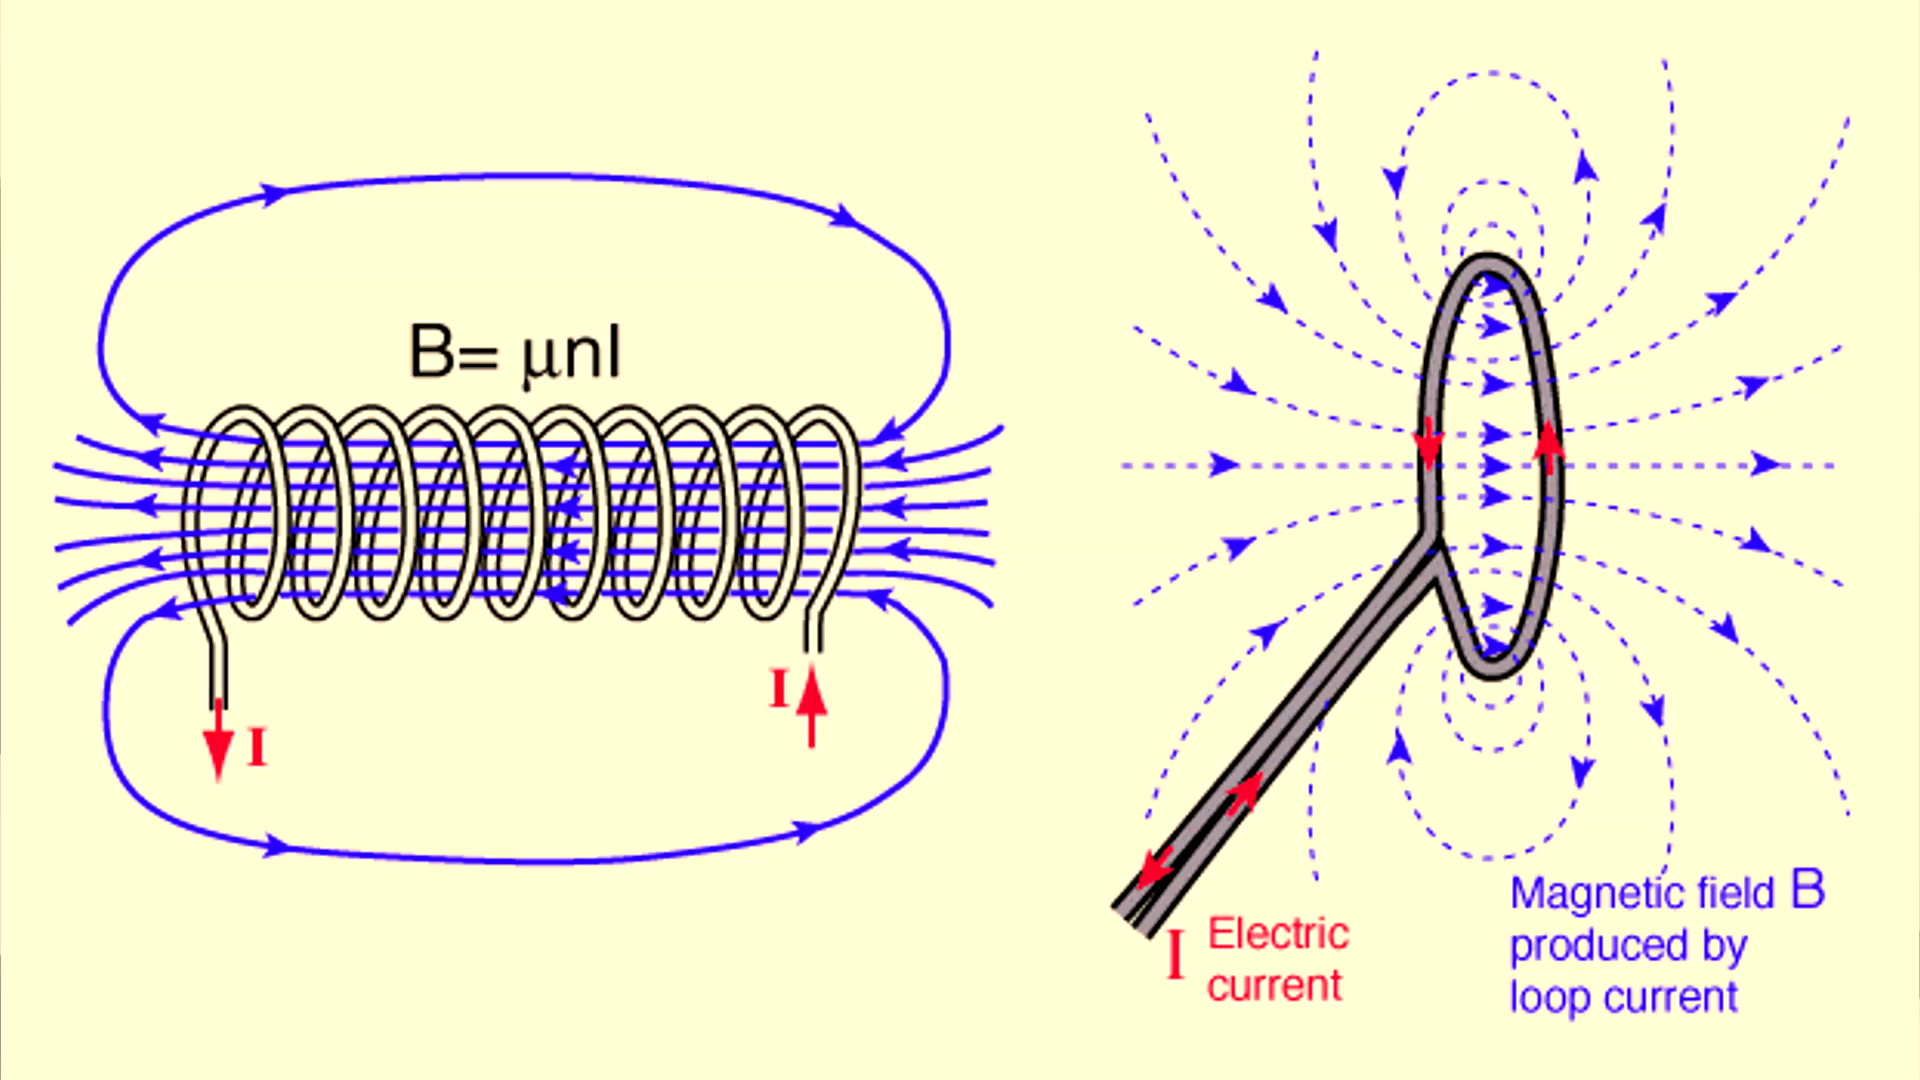 B= μnI
I
I
I
Electric
current
Magnetic field B
produced by
loop current